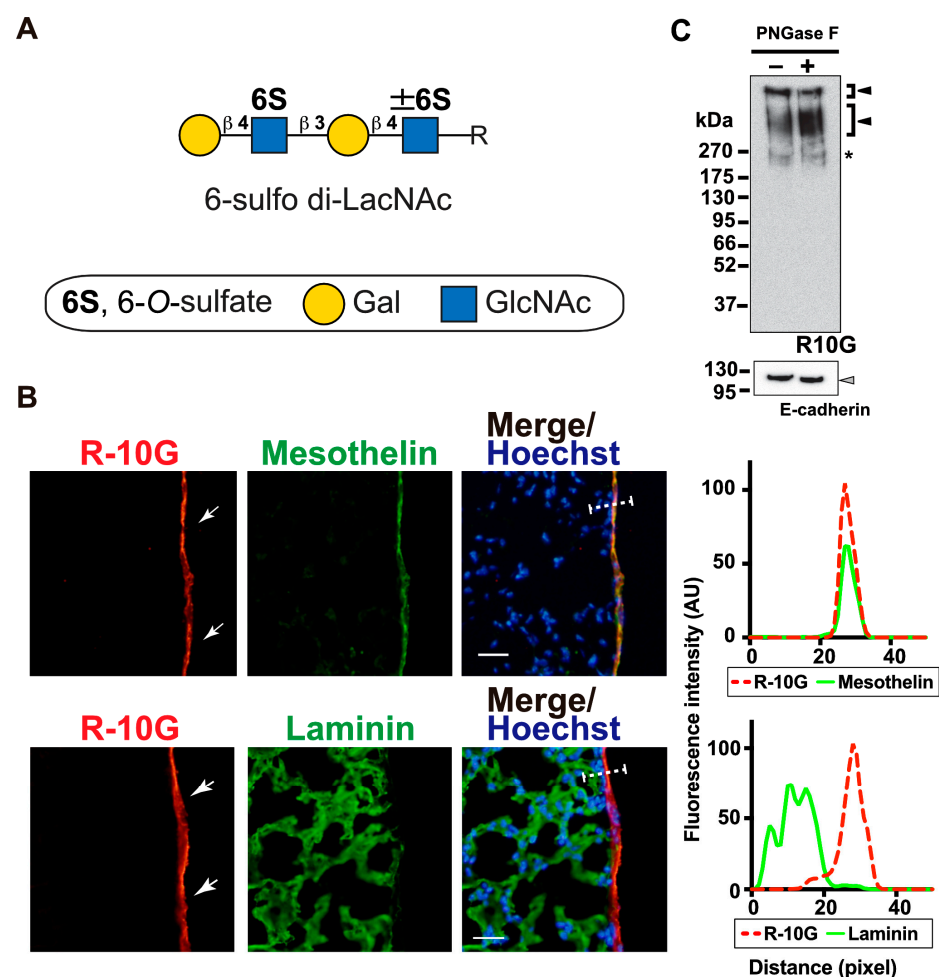 A
6S
±6S
β 4
β 3
β 4
R
6-sulfo di-LacNAc
6S, 6-O-sulfate
Gal
GlcNAc
C
PNGase F
– +
kDa
270
*
175
130
95
66
52
37
R10G
130
95
E-cadherin
B
R-10G
Mesothelin
Merge/
Hoechst
R-10G
Laminin
Merge/
Hoechst
Fluorescence intensity (AU)
100
50
0
0 20 40
R-10G Mesothelin
100
50
0
0 20 40
R-10G Laminin
Distance (pixel)